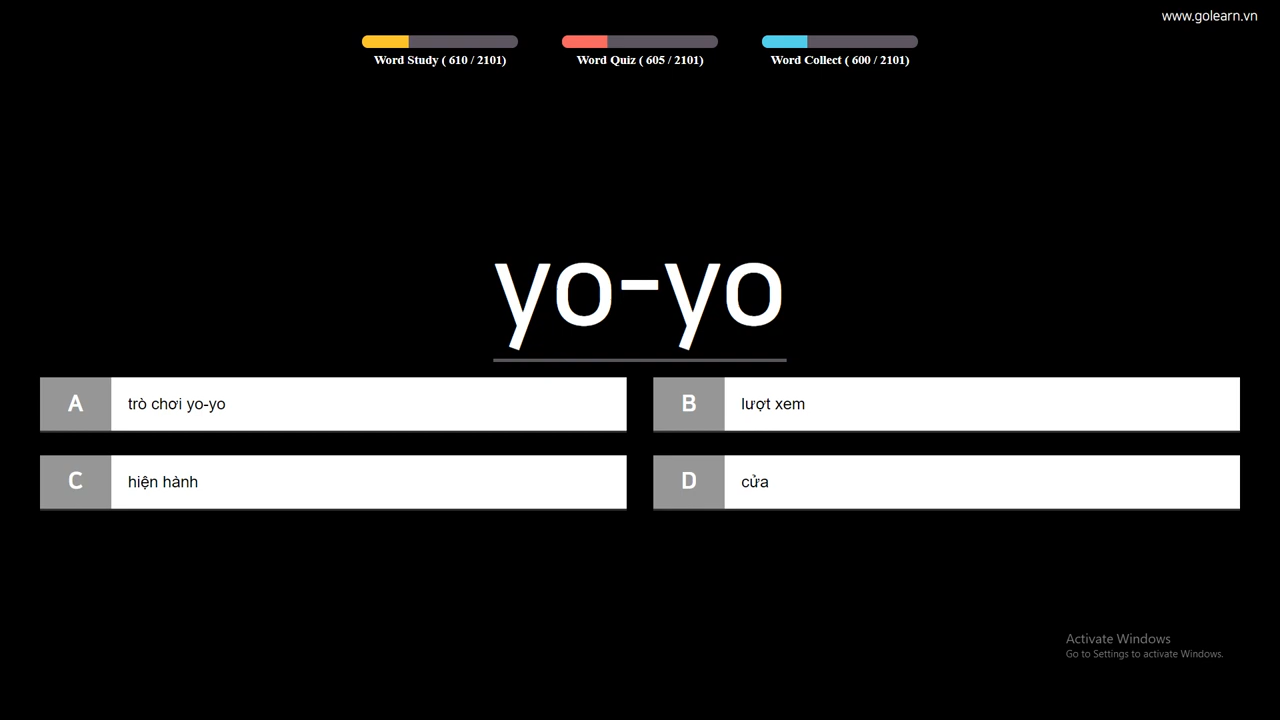 www.golearn.vn
Word Study ( 610 / 2101)
Word Quiz ( 605 / 2101)
Word Collect ( 600 / 2101)
yo-yo
A trò chơi yo-yo
B lượt xem
C hiện hành
D cửa
Activate Windows
Go to Settings to activate Windows.